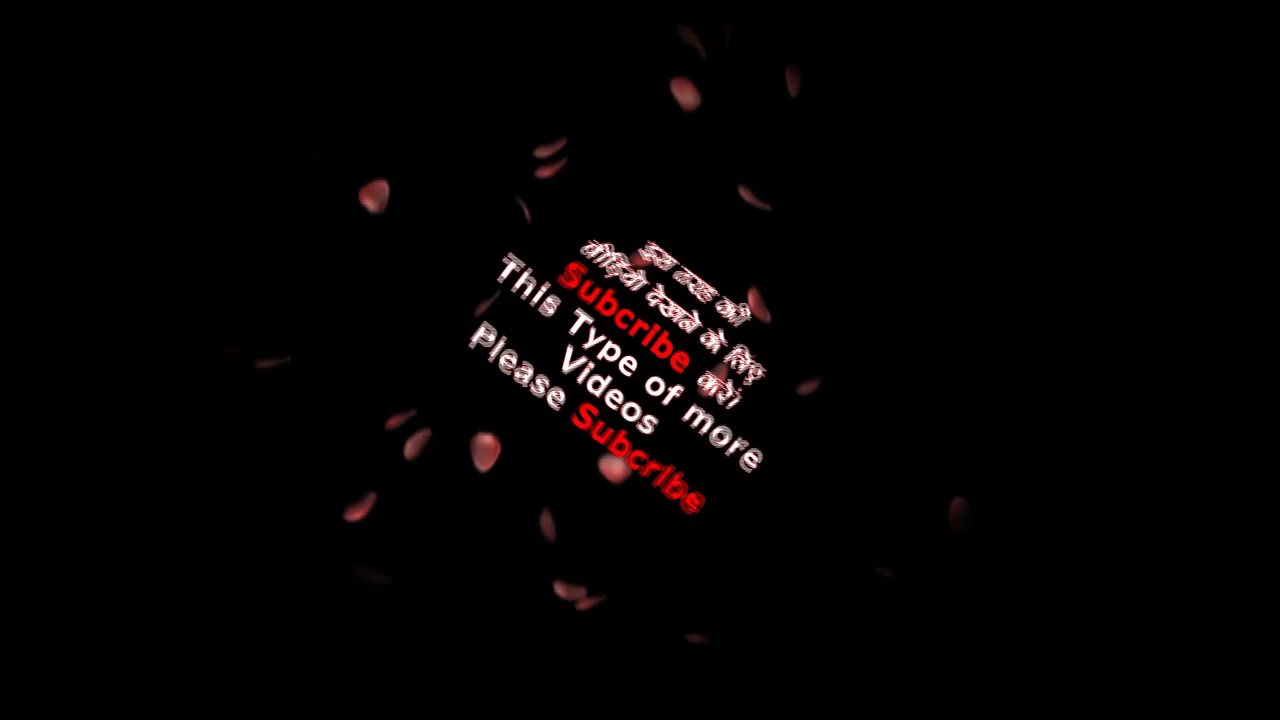 इस तरह की
वीड़ियो देखने के लिए
Subcribe करें।
This Type of more
Videos
Please Subcribe